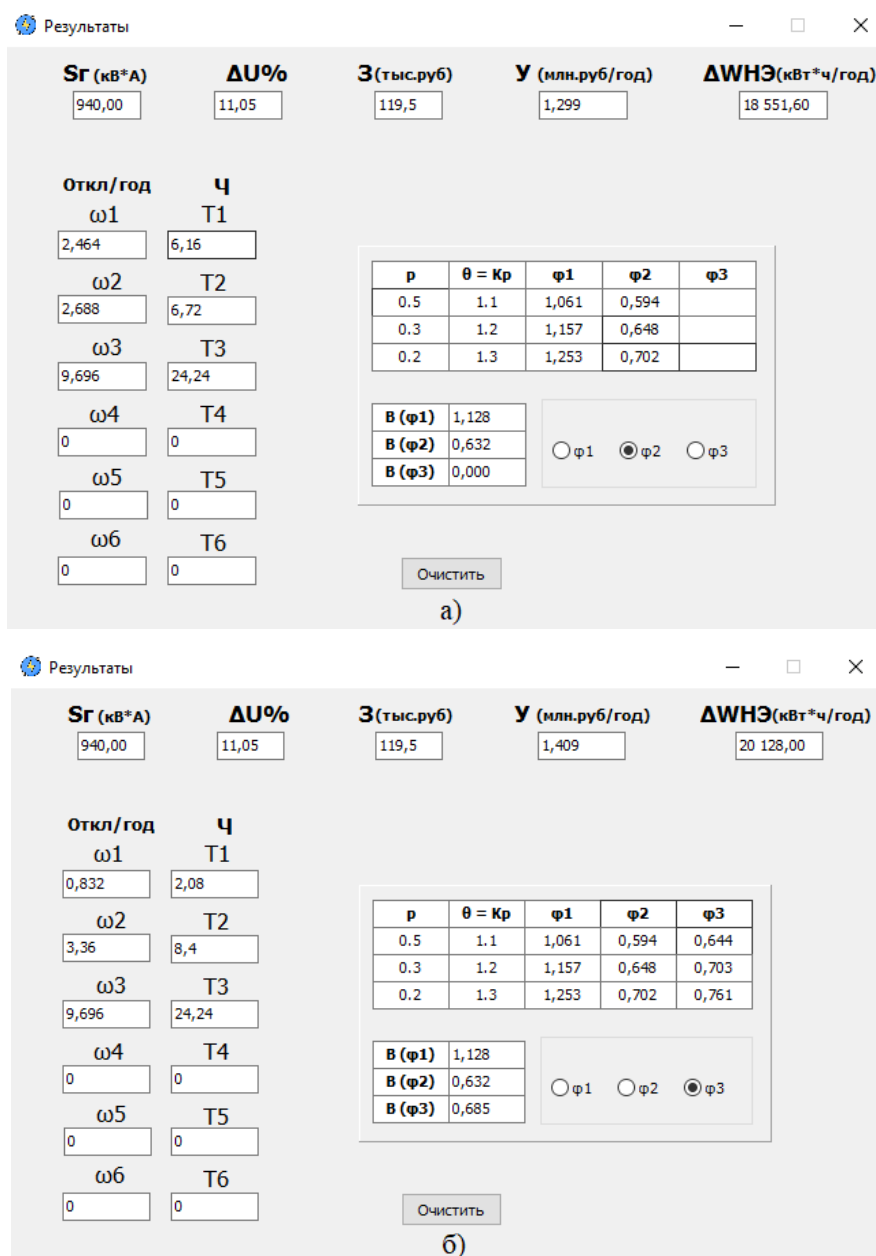 Результаты
Sг (кВ*А) ΔU% З(тыс.руб) У (млн.руб/год) ΔWНЭ(кВт*ч/год)
940,00 11,05 119,5 1,299 18 551,60
Откл/год Ч
ω1 T1
2,464 6,16
ω2 T2
2,688 6,72
ω3 T3
9,696 24,24
ω4 T4
0 0
ω5 T5
0 0
ω6 T6
0 0
p θ = Kp φ1 φ2 φ3
0.5 1.1 1,061 0,594
0.3 1.2 1,157 0,648
0.2 1.3 1,253 0,702
B (φ1) 1,128
B (φ2) 0,632
B (φ3) 0,000
φ1 φ2 φ3
Очистить
а)
Результаты
Sг (кВ*А) ΔU% З(тыс.руб) У (млн.руб/год) ΔWНЭ(кВт*ч/год)
940,00 11,05 119,5 1,409 20 128,00
Откл/год Ч
ω1 T1
0,832 2,08
ω2 T2
3,36 8,4
ω3 T3
9,696 24,24
ω4 T4
0 0
ω5 T5
0 0
ω6 T6
0 0
p θ = Kp φ1 φ2 φ3
0.5 1.1 1,061 0,594 0,644
0.3 1.2 1,157 0,648 0,703
0.2 1.3 1,253 0,702 0,761
B (φ1) 1,128
B (φ2) 0,632
B (φ3) 0,685
φ1 φ2 φ3
Очистить
б)